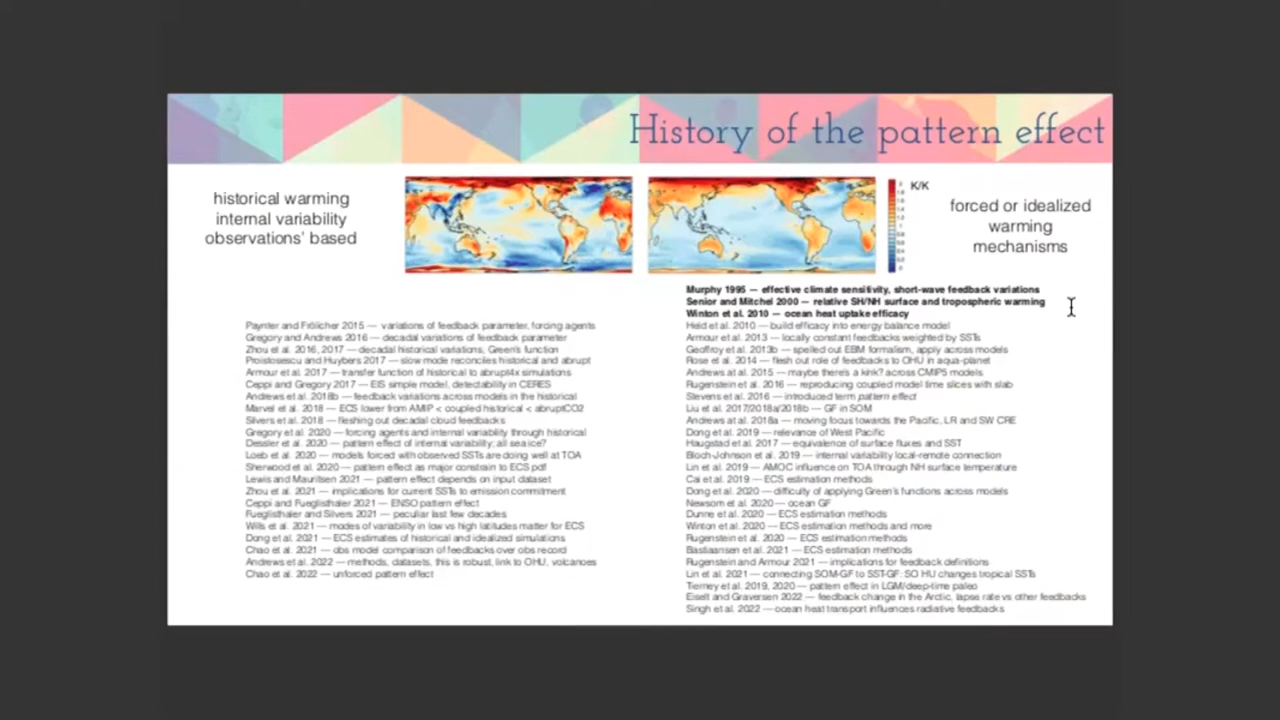 History of the pattern effect
historical warming
internal variability
observations' based
K/K
forced or idealized
warming
mechanisms
Paynter and Frölicher 2015 — variations of feedback parameter, forcing agents
Gregory and Andrews 2016 — decadal variations of feedback parameter
Zhou et al. 2016, 2017 — decadal historical variations, Green's function
Proistosescu and Huybers 2017 — slow mode reconciles historical and abrupt
Armour et al. 2017 — transfer function of historical to abrupt4x simulations
Ceppi and Gregory 2017 — EIS simple model, detectability in CERES
Andrews et al. 2018b — feedback variations across models in the historical
Marvel et al. 2018 — ECS lower from AMIP < coupled historical < abruptCO2
Silvers et al. 2018 — fleshing out decadal cloud feedbacks
Gregory et al. 2020 — forcing agents and internal variability through historical
Dessler et al. 2020 — pattern effect of internal variability; all sea ice?
Loeb et al. 2020 — models forced with observed SSTs are doing well at TOA
Sherwood et al. 2020 — pattern effect as major constrain to ECS pdf
Lewis and Mauritsen 2021 — pattern effect depends on input dataset
Zhou et al. 2021 — implications for current SSTs to emission commitment
Ceppi and Fueglisthaler 2021 — ENSO pattern effect
Fueglisthaler and Silvers 2021 — peculiar last few decades
Wills et al. 2021 — modes of variability in low vs high latitudes matter for ECS
Dong et al. 2021 — ECS estimates of historical and idealized simulations
Chao et al. 2021 — obs model comparison of feedbacks over obs record
Andrews et al. 2022 — methods, datasets, this is robust, link to OHU, volcanoes
Chao et al. 2022 — unforced pattern effect
Murphy 1995 — effective climate sensitivity, short-wave feedback variations
Senior and Mitchel 2000 — relative SH/NH surface and tropospheric warming
Winton et al. 2010 — ocean heat uptake efficacy
Held et al. 2010 — build efficacy into energy balance model
Armour et al. 2013 — locally constant feedbacks weighted by SSTs
Geoffroy et al. 2013b — spelled out EBM formalism, apply across models
Rose et al. 2014 — flesh out role of feedbacks to OHU in aqua-planet
Andrews at al. 2015 — maybe there's a kink? across CMIP5 models
Rugenstein et al. 2016 — reproducing coupled model time slices with slab
Stevens et al. 2016 — introduced term pattern effect
Liu et al. 2017/2018a/2018b — GF in SOM
Andrews at al. 2018a — moving focus towards the Pacific, LR and SW CRE
Dong et al. 2019 — relevance of West Pacific
Haugstad et al. 2017 — equivalence of surface fluxes and SST
Bloch-Johnson et al. 2019 — internal variability local-remote connection
Lin et al. 2019 — AMOC influence on TOA through NH surface temperature
Cai et al. 2019 — ECS estimation methods
Dong et al. 2020 — difficulty of applying Green's functions across models
Newsom et al. 2020 — ocean GF
Dunne et al. 2020 — ECS estimation methods
Winton et al. 2020 — ECS estimation methods and more
Rugenstein et al. 2020 — ECS estimation methods
Bastiaansen et al. 2021 — ECS estimation methods
Rugenstein and Armour 2021 — implications for feedback definitions
Lin et al. 2021 — connecting SOM-GF to SST-GF: SO HU changes tropical SSTs
Tierney et al. 2019, 2020 — pattern effect in LGM/deep-time paleo
Eiselt and Graversen 2022 — feedback change in the Arctic, lapse rate vs other feedbacks
Singh et al. 2022 — ocean heat transport influences radiative feedbacks